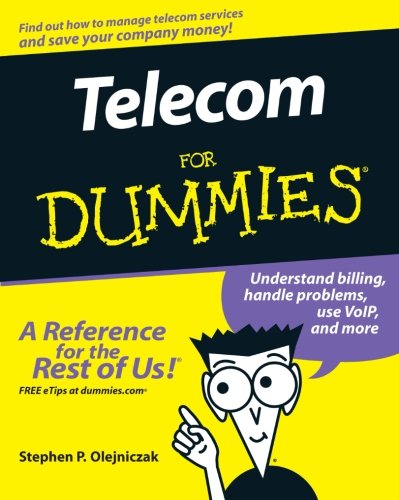 Find out how to manage telecom services
and save your company money!
Telecom
FOR
DUMMIES®
Understand billing,
handle problems,
use VoIP,
and more
A Reference
for the
Rest of Us!®
FREE eTips at dummies.com®
Stephen P. Olejniczak